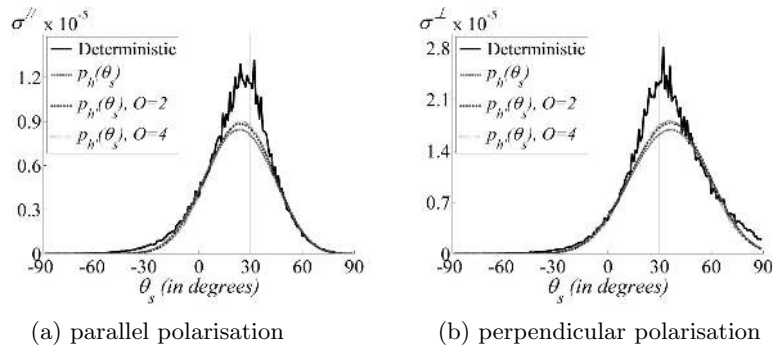 σ^// x 10^-5
Deterministic
p_h'(θ_s)
p_h'(θ_s), O=2
p_h'(θ_s), O=4
1.2
0.9
0.6
0.3
0
-90 -60 -30 0 30 60 90
θ_s (in degrees)
(a) parallel polarisation
σ^⊥ x 10^-5
2.8
Deterministic
p_h'(θ_s)
p_h'(θ_s), O=2
p_h'(θ_s), O=4
2.1
1.4
0.7
0
-90 -60 -30 0 30 60 90
θ_s (in degrees)
(b) perpendicular polarisation